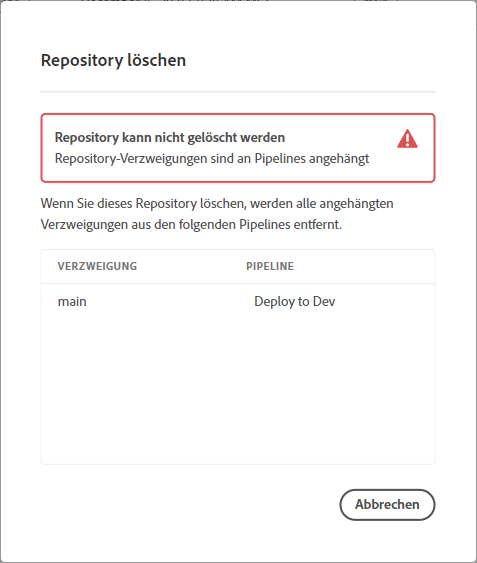 Repository löschen
Repository kann nicht gelöscht werden
Repository-Verzweigungen sind an Pipelines angehängt
Wenn Sie dieses Repository löschen, werden alle angehängten
Verzweigungen aus den folgenden Pipelines entfernt.
VERZWEIGUNG PIPELINE
main Deploy to Dev
Abbrechen